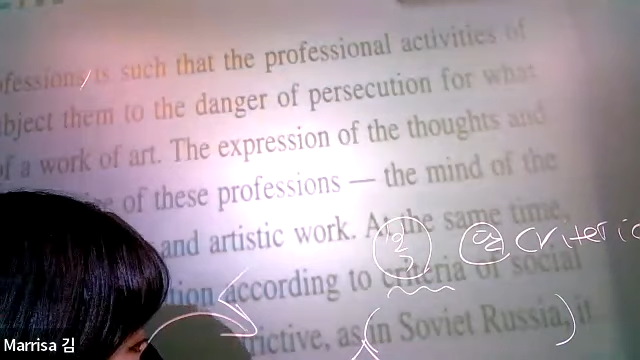 ofessions is such that the professional activities of
bject them to the danger of persecution for what
of a work of art. The expression of the thoughts and
of these professions — the mind of the
and artistic work. At the same time,
tion according to criteria of social
rictive, as (in Soviet Russia,) it
criteria
Marrisa 김